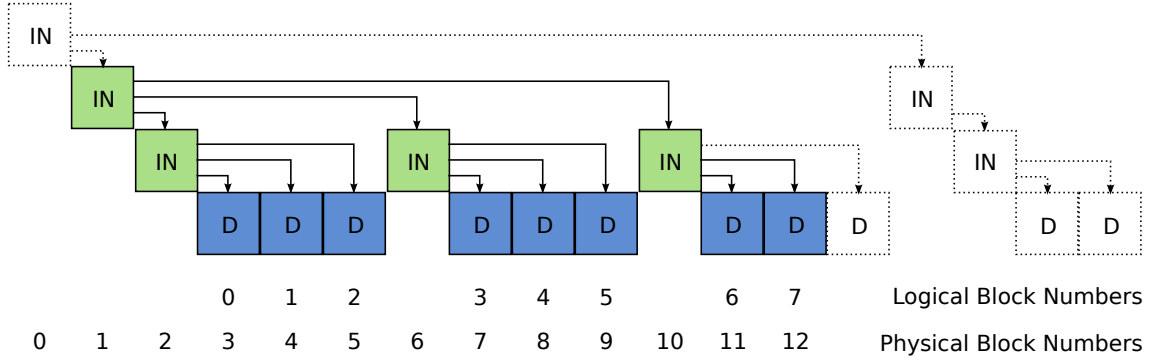 IN
IN IN
IN IN IN IN
D D D D D D D D D D D
0 1 2 3 4 5 6 7 Logical Block Numbers
0 1 2 3 4 5 6 7 8 9 10 11 12 Physical Block Numbers